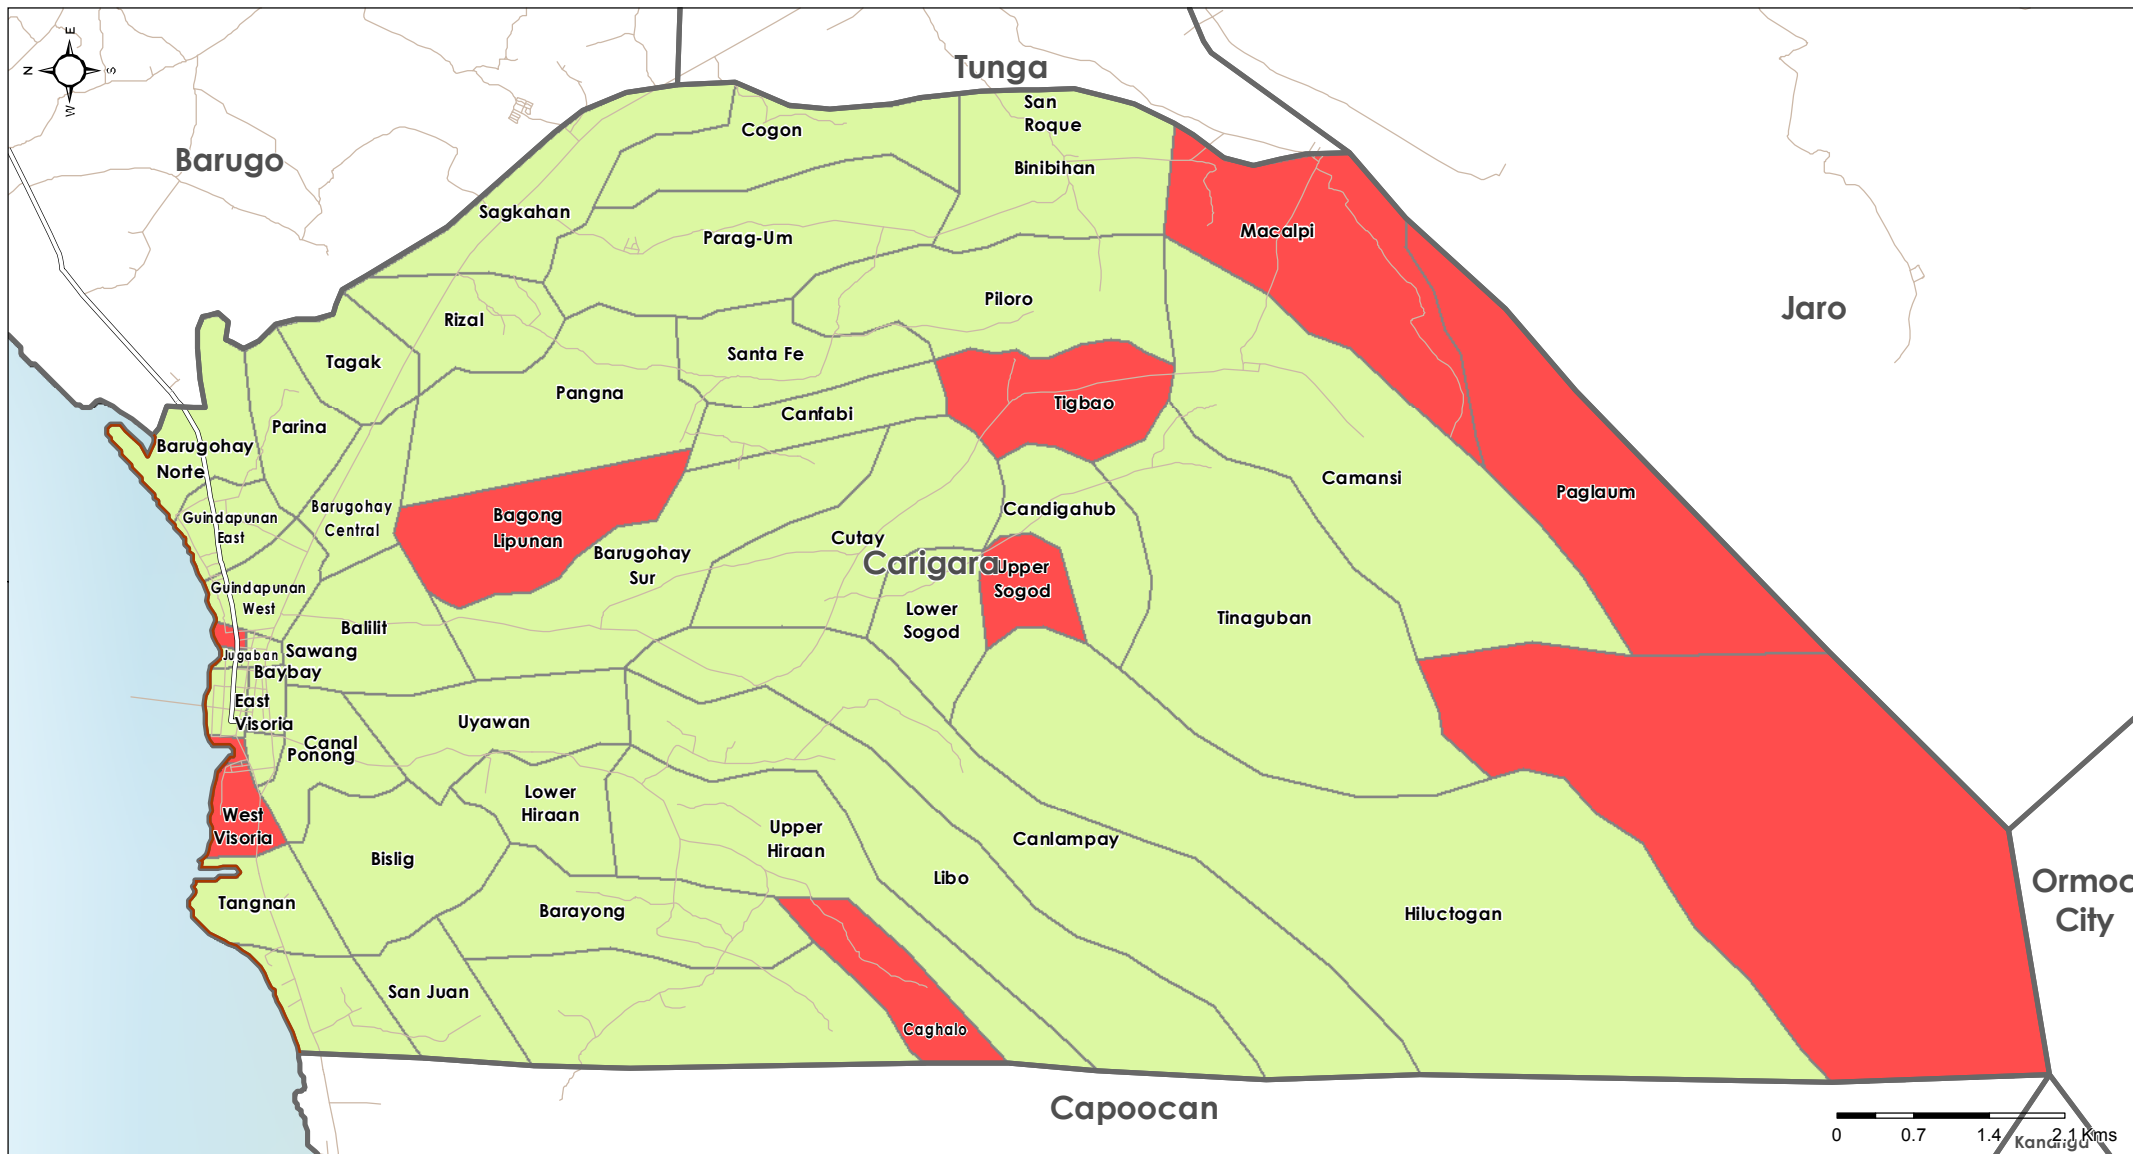 E
N
S
W
Tunga
Barugo
Jaro
Carigara
Ormoc
City
Capoocan
Kananga
San
Roque
Cogon
Binibihan
Sagkahan
Parag-Um
Macalpi
Piloro
Rizal
Tagak
Santa Fe
Pangna
Canfabi
Tigbao
Parina
Barugohay
Norte
Camansi
Paglaum
Guindapunan
East
Barugohay
Central
Bagong
Lipunan
Candigahub
Cutay
Barugohay
Sur
Upper
Sogod
Guindapunan
West
Lower
Sogod
Tinaguban
Balilit
Jugaban
Sawang
Baybay
East
Visoria
Uyawan
Canal
Ponong
Lower
Hiraan
West
Visoria
Upper
Hiraan
Canlampay
Bislig
Libo
Tangnan
Barayong
Hiluctogan
San Juan
Caghalo
0 0.7 1.4 2.1 Kms